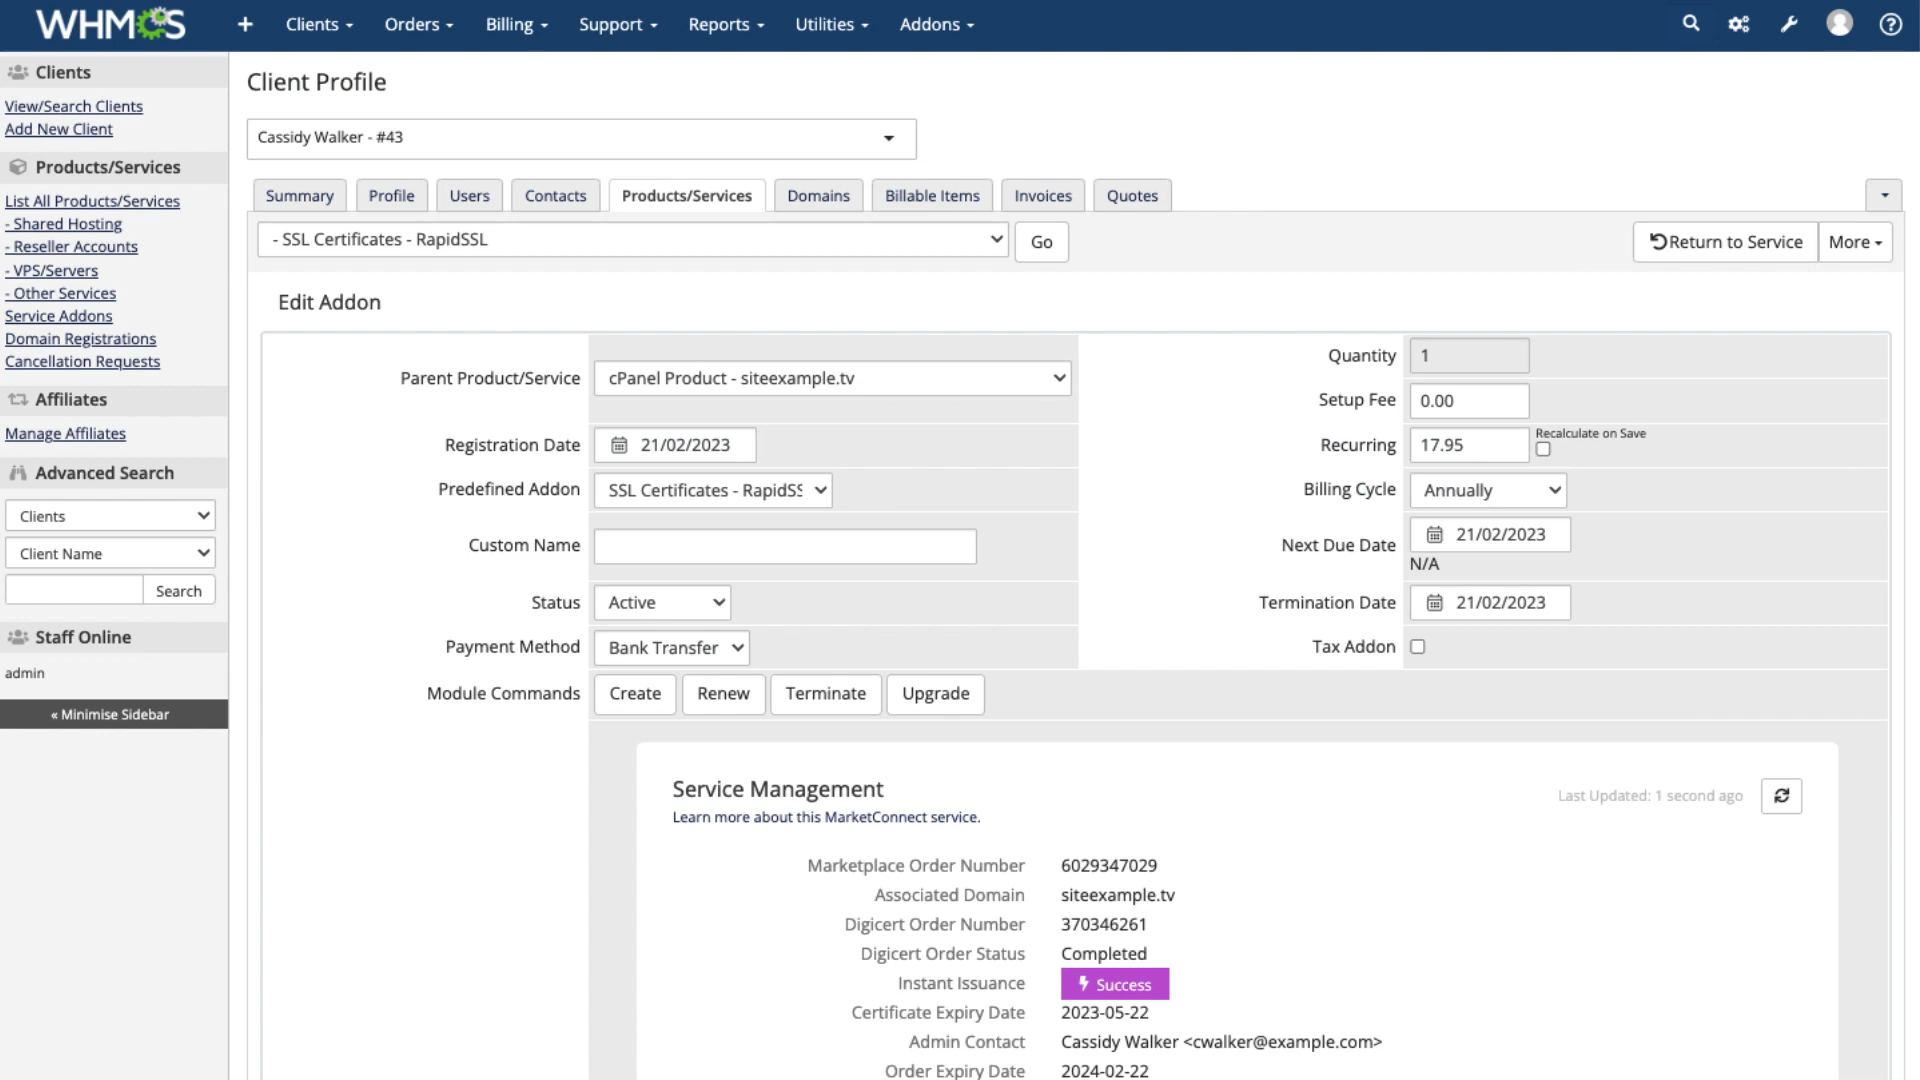 WHMCS
+ Clients Orders Billing Support Reports Utilities Addons
Clients
View/Search Clients
Add New Client
Products/Services
List All Products/Services
- Shared Hosting
- Reseller Accounts
- VPS/Servers
- Other Services
Service Addons
Domain Registrations
Cancellation Requests
Affiliates
Manage Affiliates
Advanced Search
Clients
Client Name
Search
Staff Online
admin
« Minimise Sidebar
Client Profile
Cassidy Walker - #43
Summary Profile Users Contacts Products/Services Domains Billable Items Invoices Quotes
- SSL Certificates - RapidSSL Go Return to Service More
Edit Addon
Parent Product/Service cPanel Product - siteexample.tv
Registration Date 21/02/2023
Predefined Addon SSL Certificates - RapidSS
Custom Name
Status Active
Payment Method Bank Transfer
Quantity 1
Setup Fee 0.00
Recurring 17.95 Recalculate on Save
Billing Cycle Annually
Next Due Date 21/02/2023
N/A
Termination Date 21/02/2023
Tax Addon
Module Commands Create Renew Terminate Upgrade
Service Management
Last Updated: 1 second ago
Learn more about this MarketConnect service.
Marketplace Order Number 6029347029
Associated Domain siteexample.tv
Digicert Order Number 370346261
Digicert Order Status Completed
Instant Issuance Success
Certificate Expiry Date 2023-05-22
Admin Contact Cassidy Walker <cwalker@example.com>
Order Expiry Date 2024-02-22